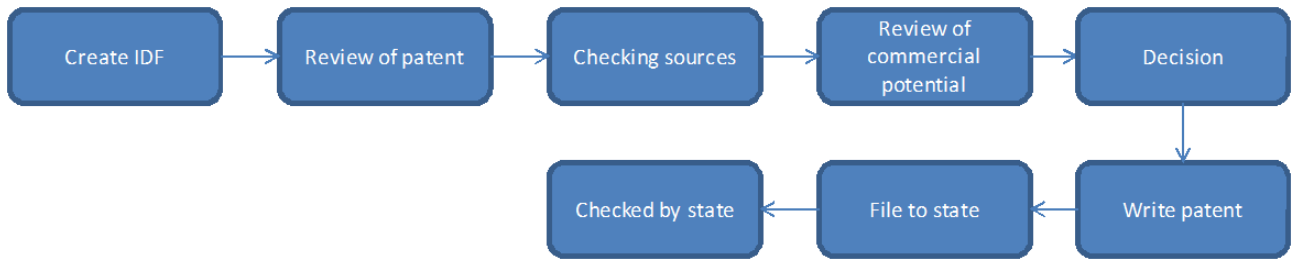 Create IDF
Review of patent
Checking sources
Review of
commercial
potential
Decision
Write patent
File to state
Checked by state